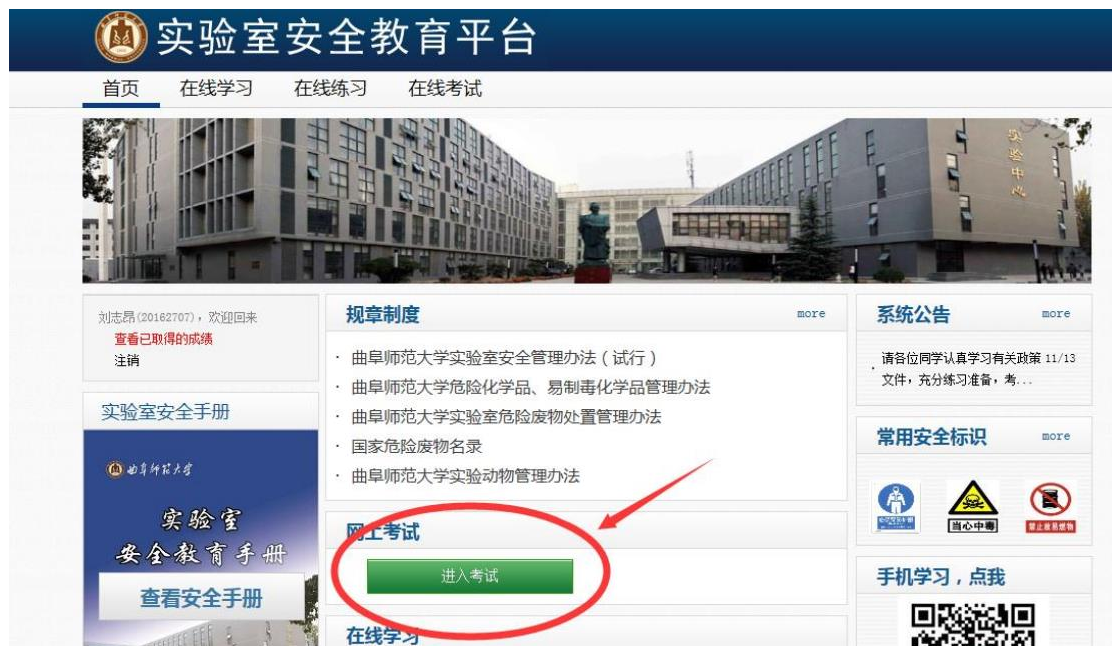 实验室安全教育平台
首页 在线学习 在线练习 在线考试
实验中心
刘志昂(20162707)，欢迎回来
查看已取得的成绩
注销
实验室安全手册
曲阜师范大学
实验室
安全教育手册
查看安全手册
规章制度 more
· 曲阜师范大学实验室安全管理办法（试行）
· 曲阜师范大学危险化学品、易制毒化学品管理办法
· 曲阜师范大学实验室危险废物处置管理办法
· 国家危险废物名录
· 曲阜师范大学实验动物管理办法
网上考试
进入考试
在线学习
系统公告 more
· 请各位同学认真学习有关政策 11/13
文件，充分练习准备，考...
常用安全标识 more
当心中毒
手机学习，点我